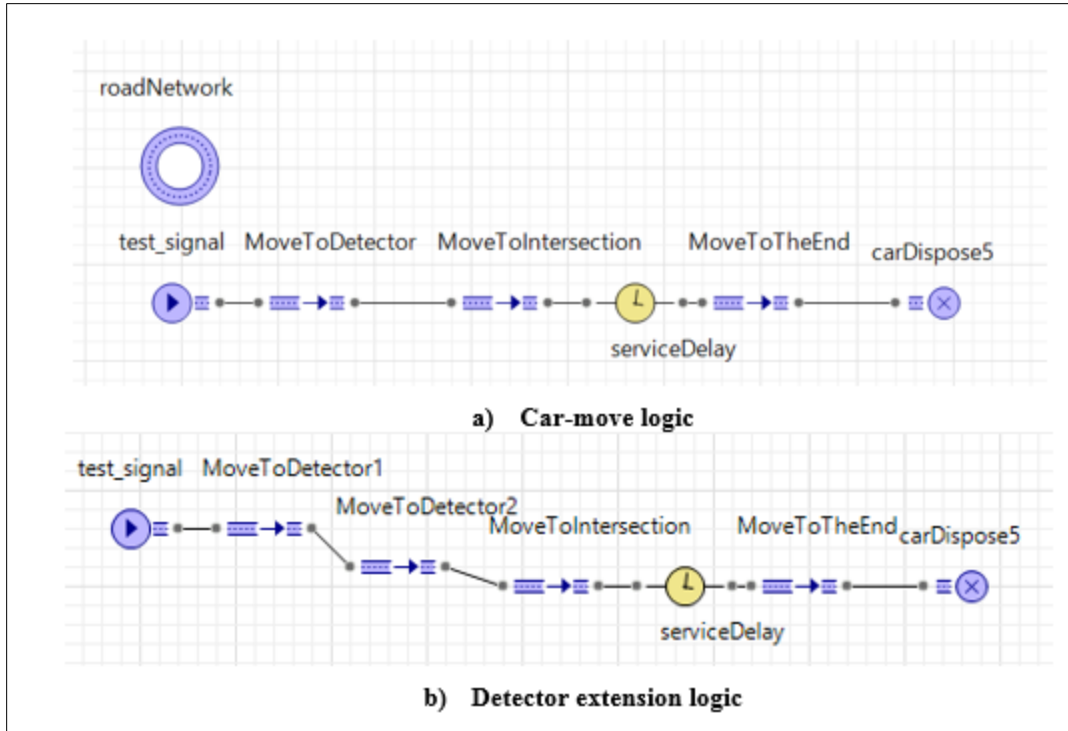 roadNetwork
test_signal MoveToDetector MoveToIntersection MoveToTheEnd carDispose5
serviceDelay
a) Car-move logic
test_signal MoveToDetector1
MoveToDetector2
MoveToIntersection MoveToTheEnd carDispose5
serviceDelay
b) Detector extension logic